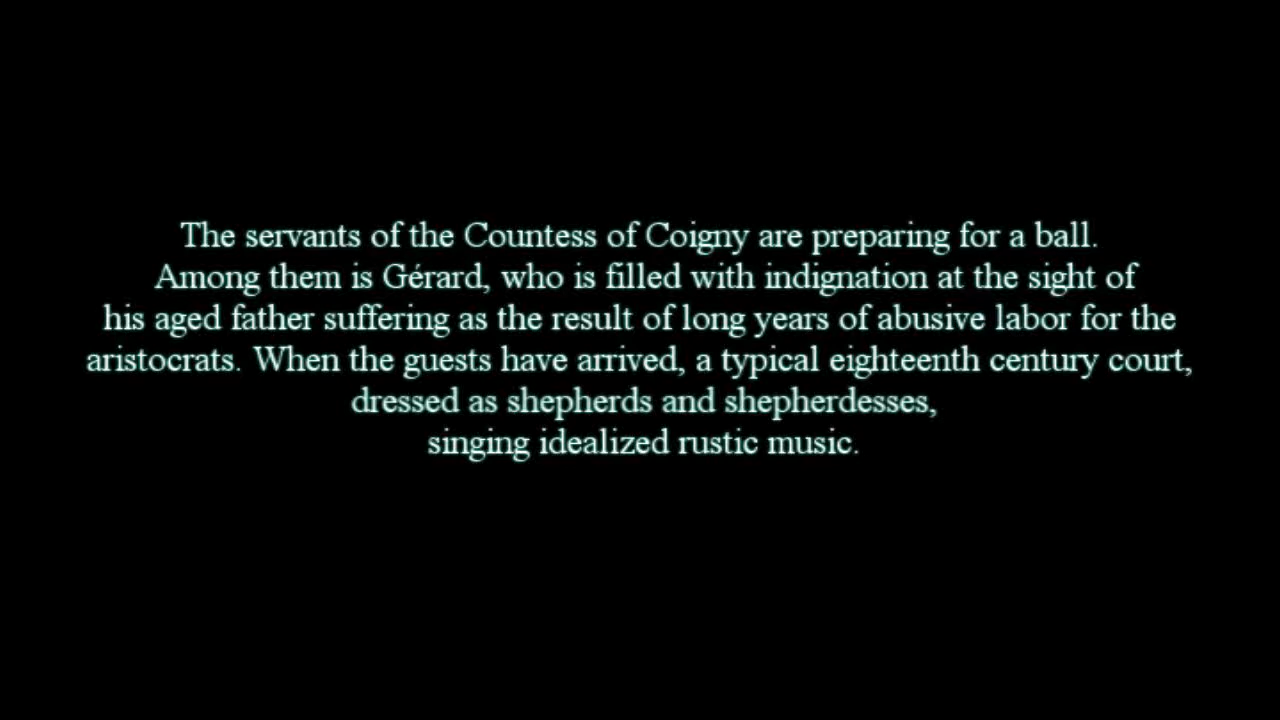 The servants of the Countess of Coigny are preparing for a ball.
Among them is Gérard, who is filled with indignation at the sight of
his aged father suffering as the result of long years of abusive labor for the
aristocrats. When the guests have arrived, a typical eighteenth century court,
dressed as shepherds and shepherdesses,
singing idealized rustic music.